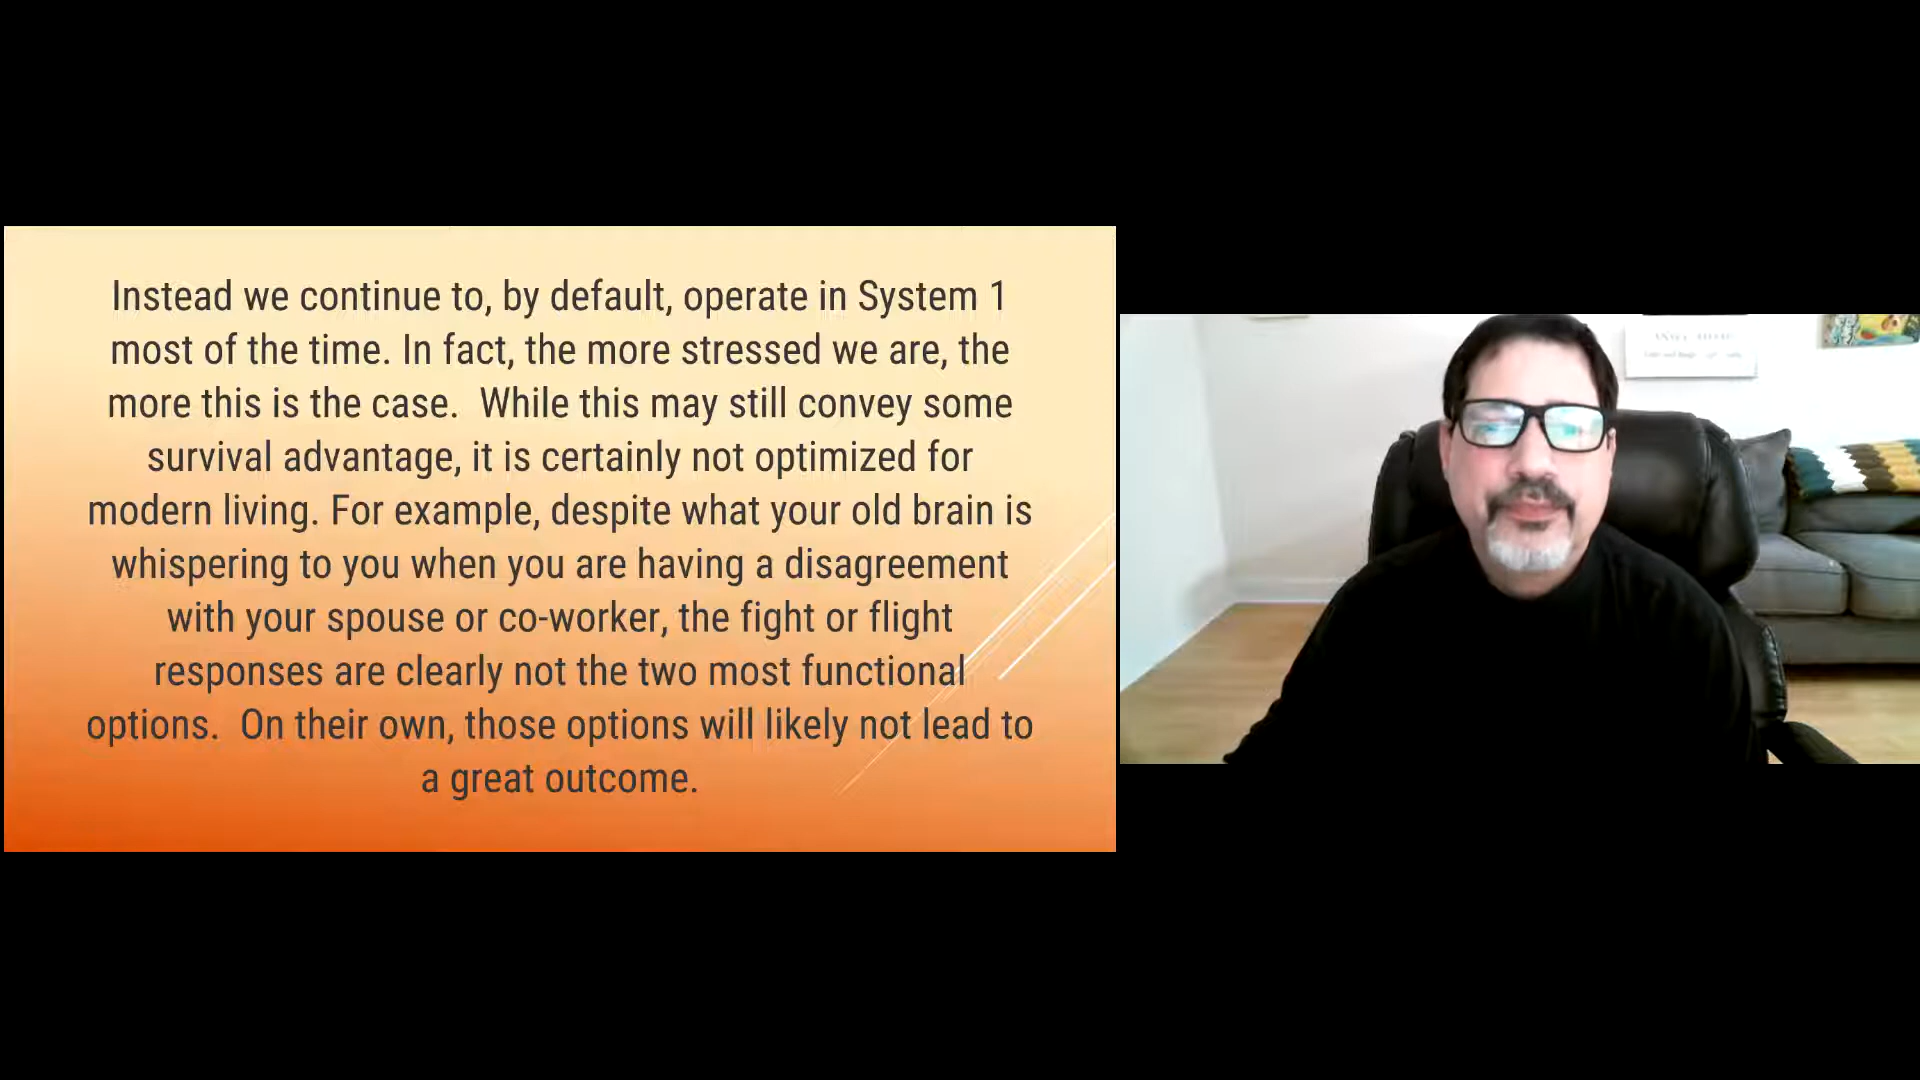 Instead we continue to, by default, operate in System 1
most of the time. In fact, the more stressed we are, the
more this is the case.  While this may still convey some
survival advantage, it is certainly not optimized for
modern living. For example, despite what your old brain is
whispering to you when you are having a disagreement
with your spouse or co-worker, the fight or flight
responses are clearly not the two most functional
options.  On their own, those options will likely not lead to
a great outcome.